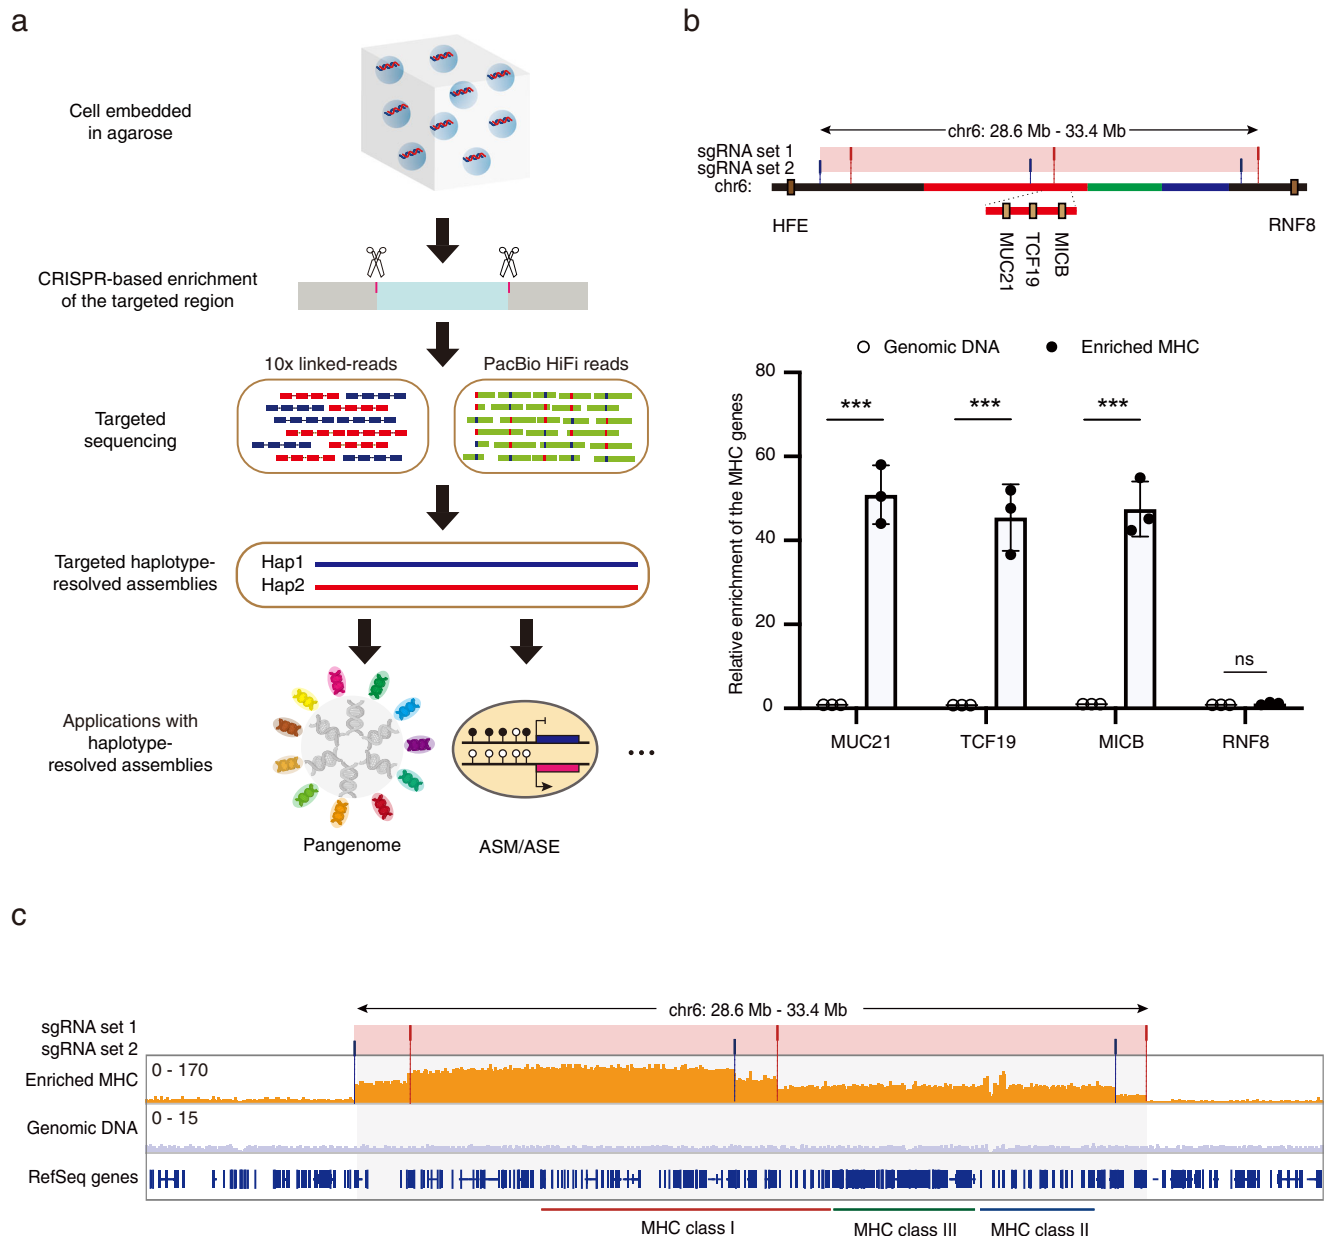 a
Cell embedded
in agarose
CRISPR-based enrichment
of the targeted region
10x linked-reads
PacBio HiFi reads
Targeted
sequencing
Targeted haplotype-
resolved assemblies
Hap1
Hap2
Applications with
haplotype-
resolved assemblies
Pangenome
ASM/ASE
b
chr6: 28.6 Mb - 33.4 Mb
sgRNA set 1
sgRNA set 2
chr6:
HFE
RNF8
MUC21
TCF19
MICB
Genomic DNA
Enriched MHC
Relative enrichment of the MHC genes
80
60
40
20
0
***
***
***
ns
MUC21
TCF19
MICB
RNF8
c
chr6: 28.6 Mb - 33.4 Mb
sgRNA set 1
sgRNA set 2
Enriched MHC
0 - 170
Genomic DNA
0 - 15
RefSeq genes
MHC class I
MHC class III
MHC class II